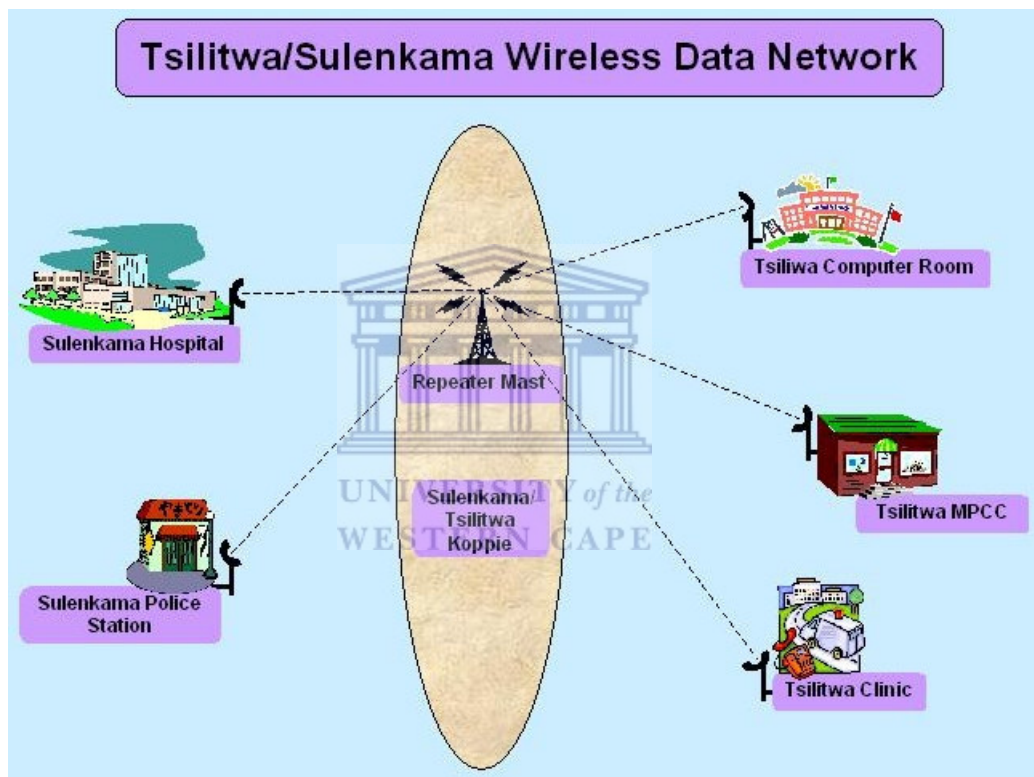 Tsilitwa/Sulenkama Wireless Data Network
Tsiliwa Computer Room
Sulenkama Hospital
Repeater Mast
Tsilitwa MPCC
Sulenkama/
Tsilitwa
Koppie
UNIVERSITY of the
WESTERN CAPE
Sulenkama Police
Station
Tsilitwa Clinic